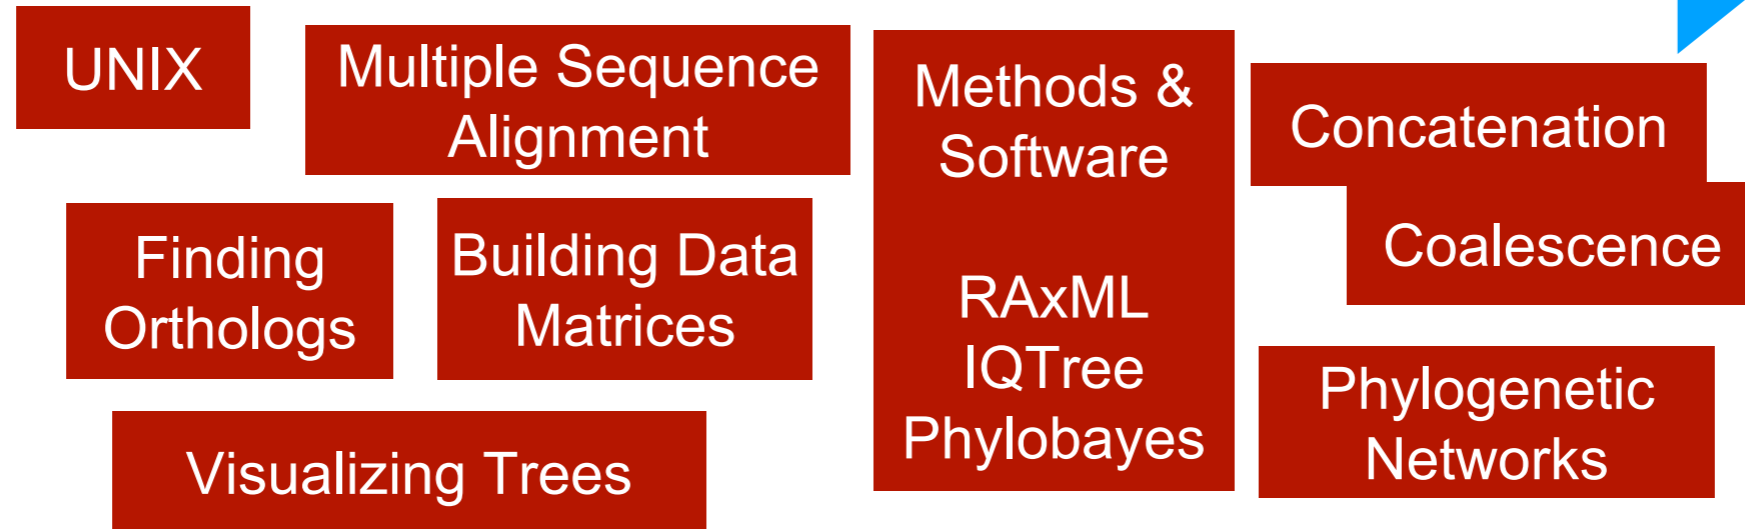 UNIX
Multiple Sequence
Alignment
Methods &
Software
RAxML
IQTree
Phylobayes
Concatenation
Coalescence
Finding
Orthologs
Building Data
Matrices
Phylogenetic
Networks
Visualizing Trees